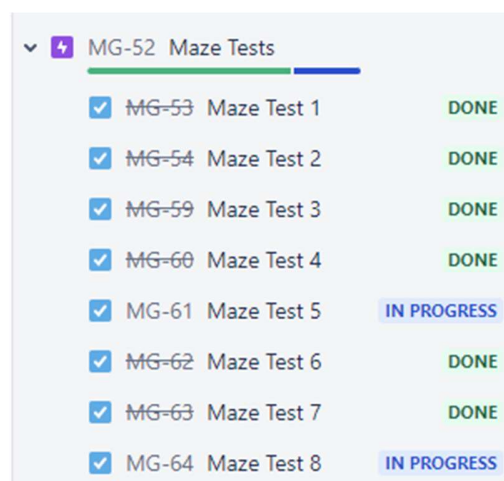 MG-52 Maze Tests
MG-53 Maze Test 1 DONE
MG-54 Maze Test 2 DONE
MG-59 Maze Test 3 DONE
MG-60 Maze Test 4 DONE
MG-61 Maze Test 5 IN PROGRESS
MG-62 Maze Test 6 DONE
MG-63 Maze Test 7 DONE
MG-64 Maze Test 8 IN PROGRESS